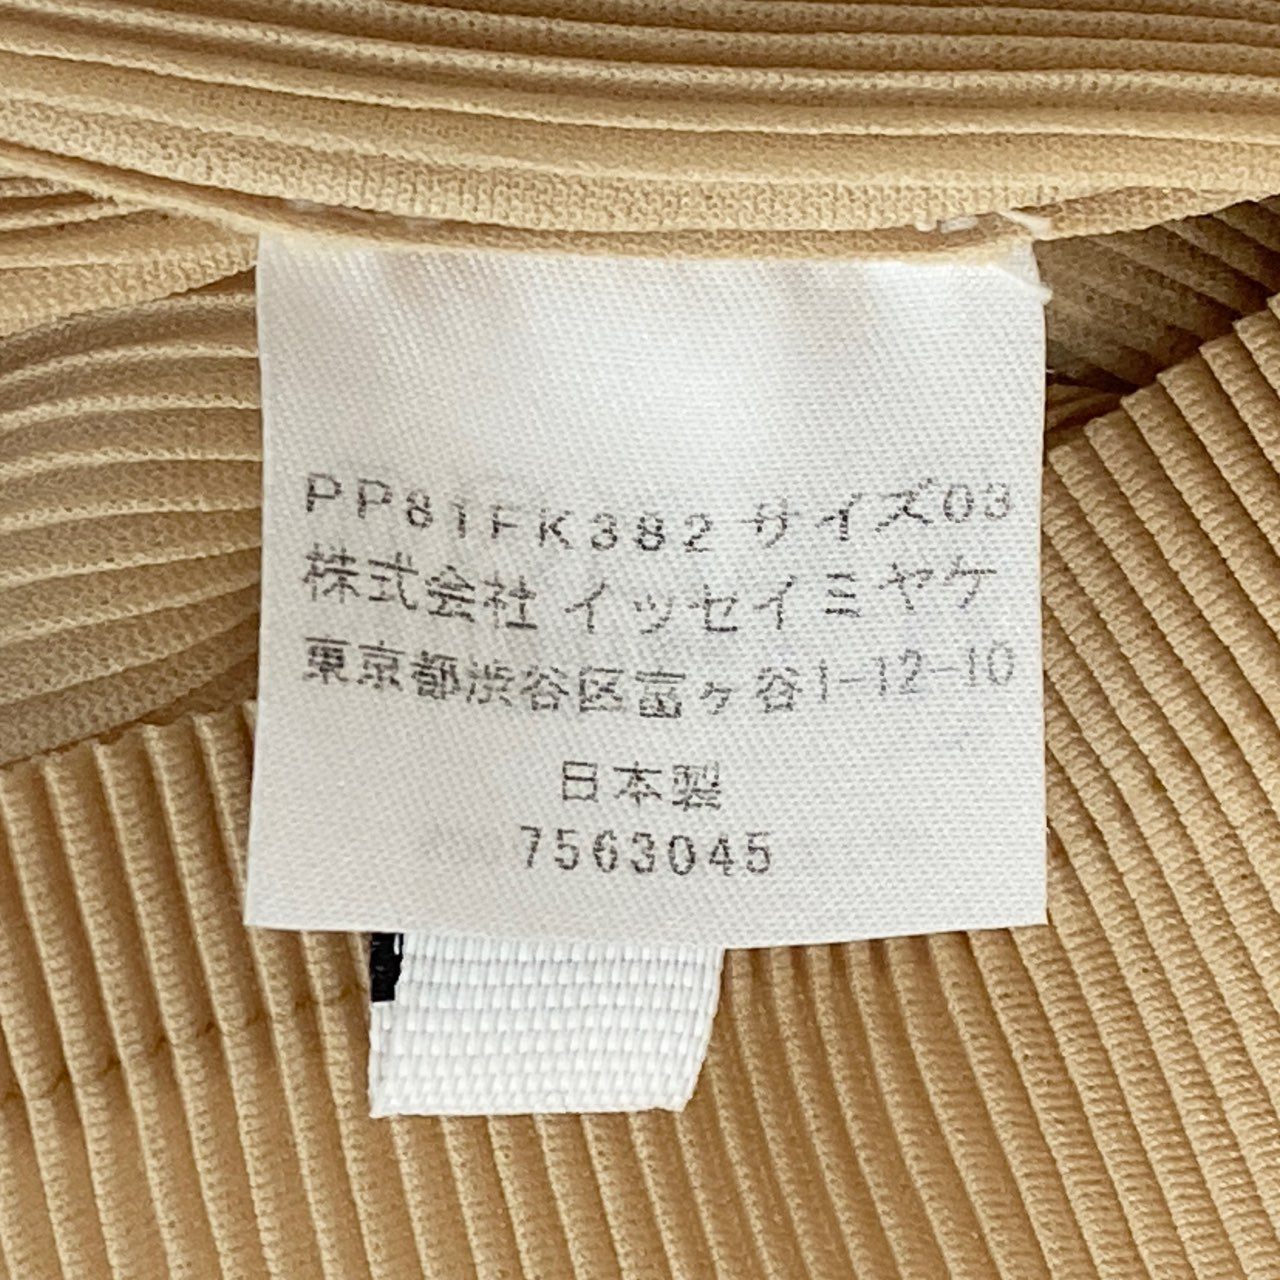 PP81FK382 サイズ03
株式会社 イッセイミヤケ
東京都渋谷区富ヶ谷1-12-10
日本製
7563045